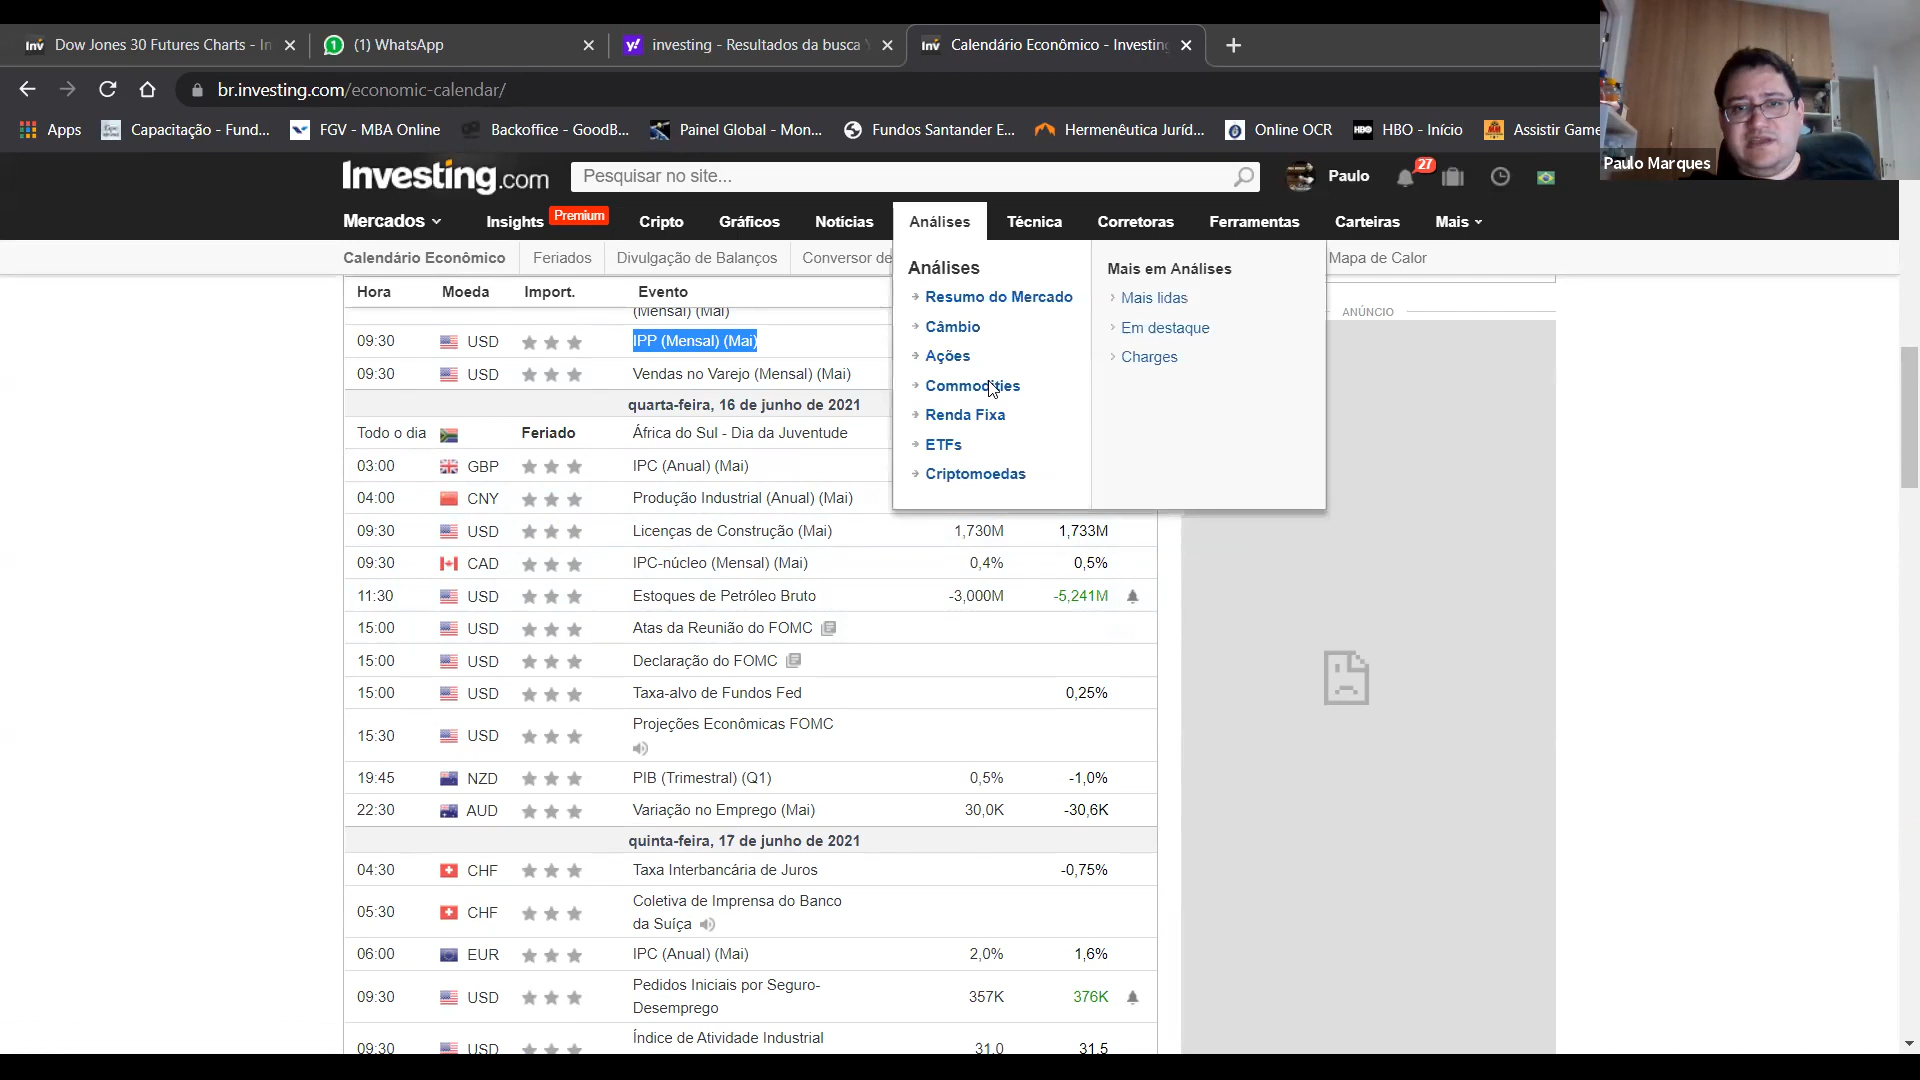 Dow Jones 30 Futures Charts - In
(1) WhatsApp
investing - Resultados da busca Y
Calendário Econômico - Investing
br.investing.com/economic-calendar/
Apps
Capacitação - Fund...
FGV - MBA Online
Backoffice - GoodB...
Painel Global - Mon...
Fundos Santander E...
Hermenêutica Juríd...
Online OCR
HBO - Início
Assistir Game
Paulo Marques
Investing.com
Pesquisar no site...
Paulo
27
Mercados
Insights
Premium
Cripto
Gráficos
Notícias
Análises
Técnica
Corretoras
Ferramentas
Carteiras
Mais
Calendário Econômico
Feriados
Divulgação de Balanços
Conversor de
Mapa de Calor
Análises
Resumo do Mercado
Câmbio
Ações
Commodities
Renda Fixa
ETFs
Criptomoedas
Mais em Análises
Mais lidas
Em destaque
Charges
ANÚNCIO
Hora Moeda Import. Evento
(Mensal) (Mai)
09:30 USD IPP (Mensal) (Mai)
09:30 USD Vendas no Varejo (Mensal) (Mai)
quarta-feira, 16 de junho de 2021
Todo o dia Feriado África do Sul - Dia da Juventude
03:00 GBP IPC (Anual) (Mai)
04:00 CNY Produção Industrial (Anual) (Mai)
09:30 USD Licenças de Construção (Mai) 1,730M 1,733M
09:30 CAD IPC-núcleo (Mensal) (Mai) 0,4% 0,5%
11:30 USD Estoques de Petróleo Bruto -3,000M -5,241M
15:00 USD Atas da Reunião do FOMC
15:00 USD Declaração do FOMC
15:00 USD Taxa-alvo de Fundos Fed 0,25%
15:30 USD Projeções Econômicas FOMC
19:45 NZD PIB (Trimestral) (Q1) 0,5% -1,0%
22:30 AUD Variação no Emprego (Mai) 30,0K -30,6K
quinta-feira, 17 de junho de 2021
04:30 CHF Taxa Interbancária de Juros -0,75%
05:30 CHF Coletiva de Imprensa do Banco
da Suíça
06:00 EUR IPC (Anual) (Mai) 2,0% 1,6%
09:30 USD Pedidos Iniciais por Seguro-
Desemprego 357K 376K
09:30 USD Índice de Atividade Industrial 31,0 31,5